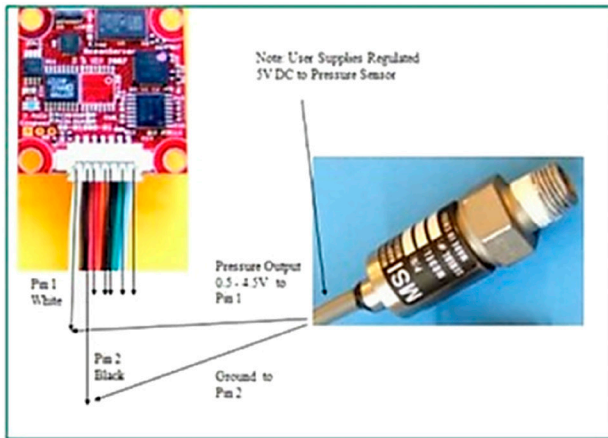 OceanServer
Note: User Supplies Regulated
5V DC to Pressure Sensor
MSI
Pressure Output
0.5 - 4.5V to
Pin 1
Pin 1
White
Pin 2
Black
Ground to
Pin 2